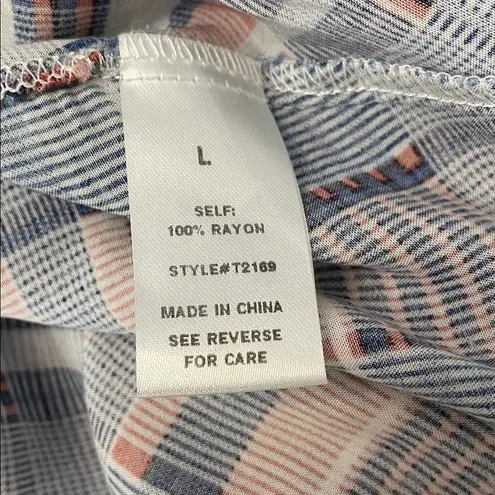 L
SELF:
100% RAYON
STYLE#T2169
MADE IN CHINA
SEE REVERSE
FOR CARE